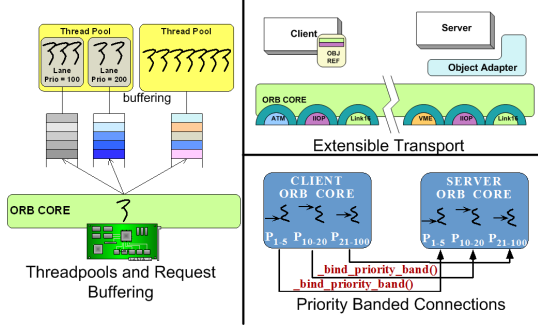 Thread Pool
Thread Pool
Lane
Prio = 100
Lane
Prio = 200
buffering
ORB CORE
Threadpools and Request
Buffering
Client
OBJ
REF
Server
Object Adapter
ORB CORE
ATM
IIOP
Link16
VME
IIOP
Link16
Extensible Transport
CLIENT
ORB CORE
P1-5
P10-20
P21-100
SERVER
ORB CORE
P1-5
P10-20
P21-100
_bind_priority_band()
_bind_priority_band()
Priority Banded Connections